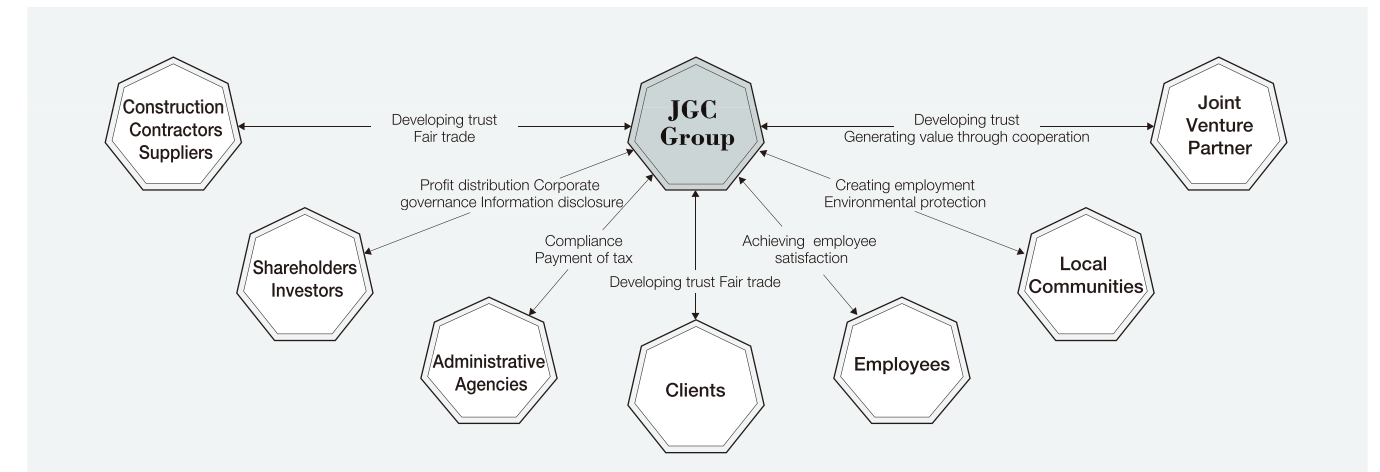 Construction
Contractors
Suppliers
Developing trust
Fair trade
JGC
Group
Developing trust
Generating value through cooperation
Joint
Venture
Partner
Profit distribution Corporate
governance Information disclosure
Creating employment
Environmental protection
Shareholders
Investors
Compliance
Payment of tax
Achieving employee
satisfaction
Local
Communities
Developing trust Fair trade
Administrative
Agencies
Clients
Employees